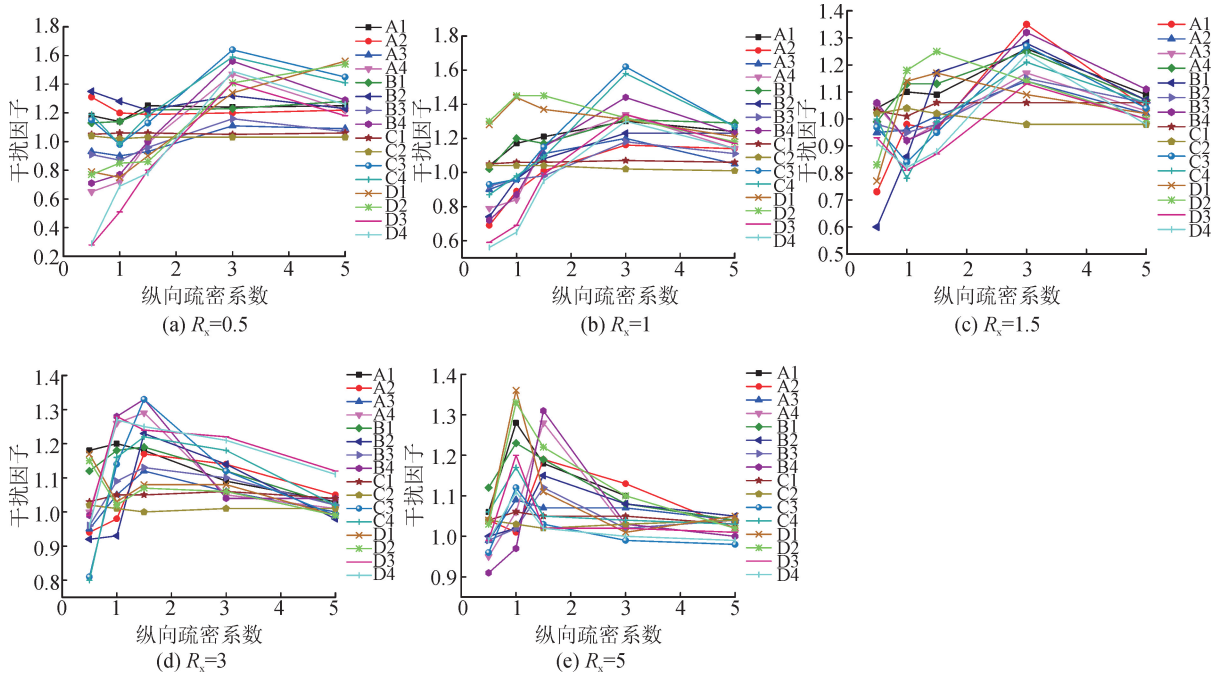 干扰因子
1.8
1.6
1.4
1.2
1.0
0.8
0.6
0.4
0.2
0 1 2 3 4 5
纵向疏密系数
A1
A2
A3
A4
B1
B2
B3
B4
C1
C2
C3
C4
D1
D2
D3
D4
(a) Rx=0.5
干扰因子
1.8
1.6
1.4
1.2
1.0
0.8
0.6
0 1 2 3 4 5
纵向疏密系数
A1
A2
A3
A4
B1
B2
B3
B4
C1
C2
C3
C4
D1
D2
D3
D4
(b) Rx=1
干扰因子
1.4
1.3
1.2
1.1
1.0
0.9
0.8
0.7
0.6
0.5
0 1 2 3 4 5
纵向疏密系数
A1
A2
A3
A4
B1
B2
B3
B4
C1
C2
C3
C4
D1
D2
D3
D4
(c) Rx=1.5
干扰因子
1.4
1.3
1.2
1.1
1.0
0.9
0.8
0 1 2 3 4 5
纵向疏密系数
A1
A2
A3
A4
B1
B2
B3
B4
C1
C2
C3
C4
D1
D2
D3
D4
(d) Rx=3
干扰因子
1.4
1.3
1.2
1.1
1.0
0.9
0 1 2 3 4 5
纵向疏密系数
A1
A2
A3
A4
B1
B2
B3
B4
C1
C2
C3
C4
D1
D2
D3
D4
(e) Rx=5